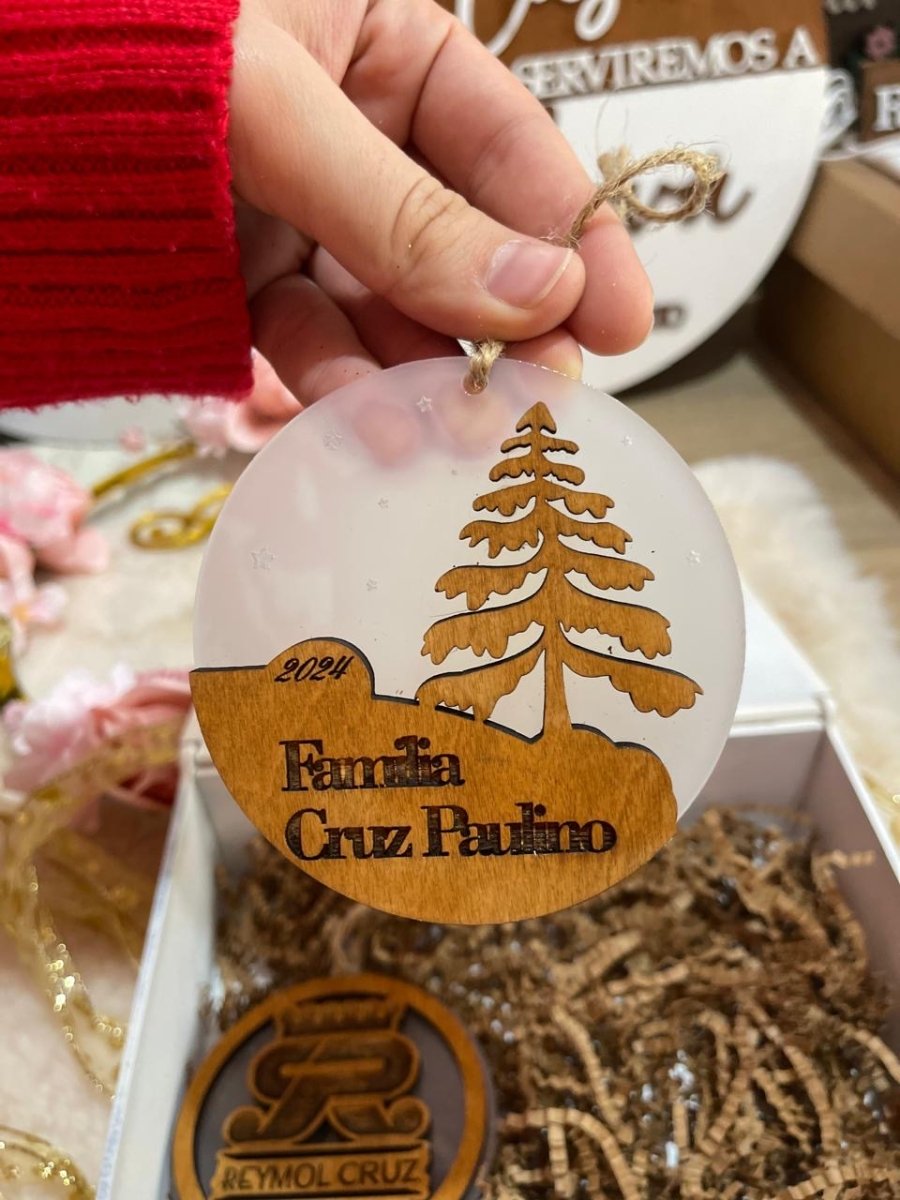 SERVIREMOS A
R
2024
Familia
Cruz Paulino
REYMOL CRUZ